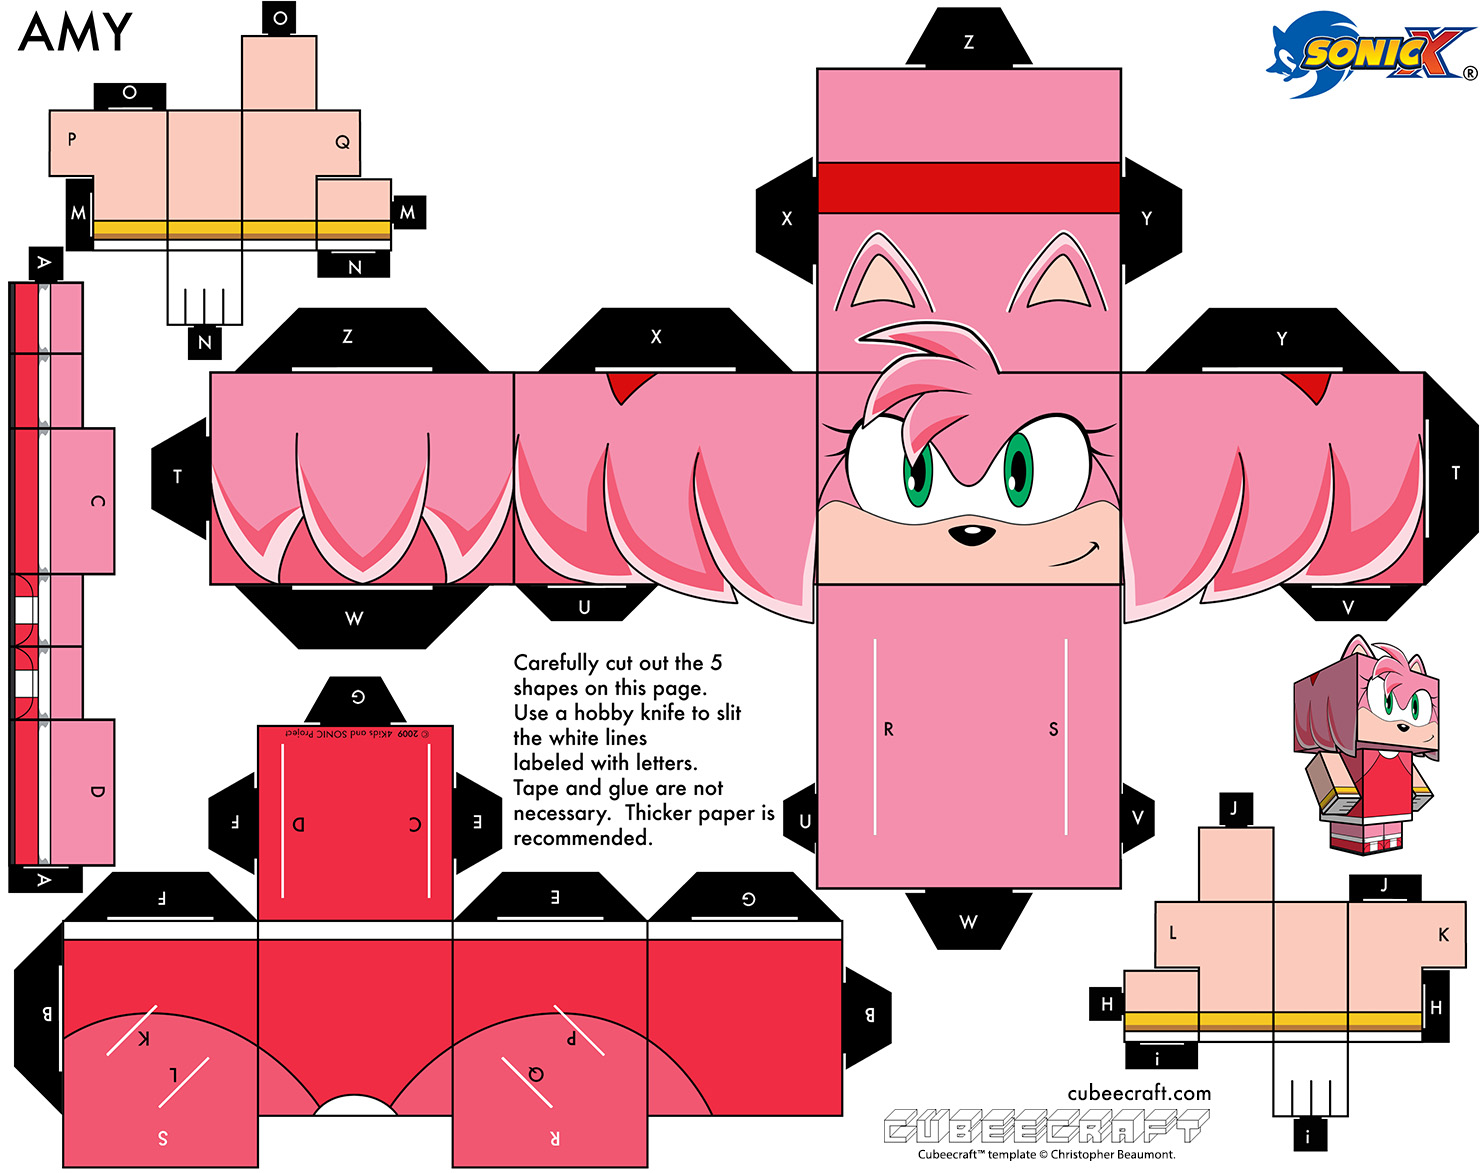 AMY
SONICX®
O
Z
O
P
Q
M
M
N
N
X
Y
A
Z
X
Y
T
T
C
W
U
V
Carefully cut out the 5
shapes on this page.
Use a hobby knife to slit
the white lines
labeled with letters.
Tape and glue are not
necessary.  Thicker paper is
recommended.
R
S
G
© 2009 4Kids and SONIC Project
D
F
D
C
E
U
V
A
F
E
G
J
J
W
L
K
B
B
H
H
K
P
L
Q
i
S
R
i
cubeecraft.com
CUBEECRAFT
Cubeecraft™ template © Christopher Beaumont.